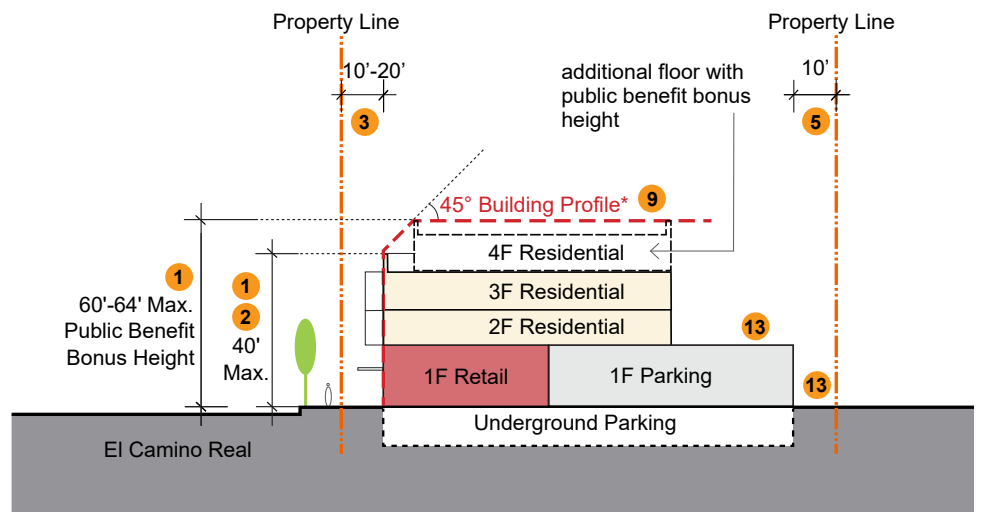 Property Line
Property Line
10'-20'
10'
additional floor with
public benefit bonus
height
3
5
45° Building Profile*
9
4F Residential
1
60'-64' Max.
Public Benefit
Bonus Height
1
2
40'
Max.
3F Residential
2F Residential
13
1F Retail
1F Parking
13
Underground Parking
El Camino Real